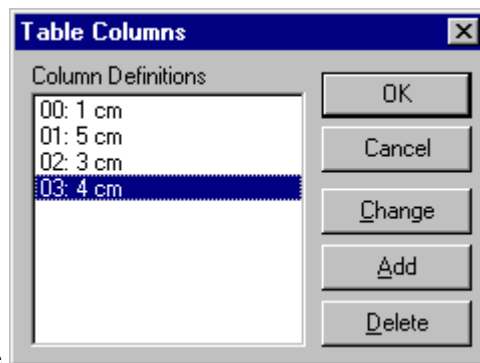 Table Columns
Column Definitions
00: 1 cm
01: 5 cm
02: 3 cm
03: 4 cm
OK
Cancel
Change
Add
Delete